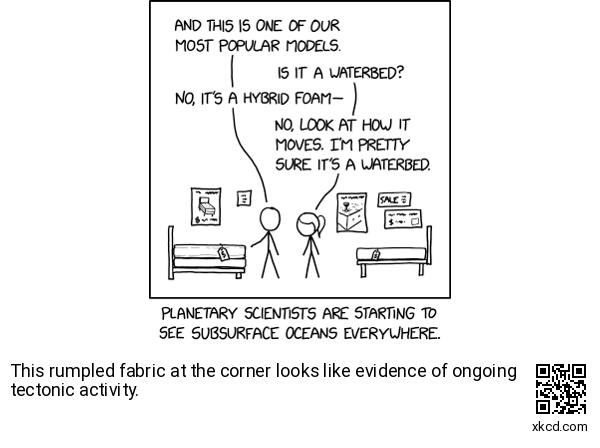 AND THIS IS ONE OF OUR
MOST POPULAR MODELS.
IS IT A WATERBED?
NO, IT'S A HYBRID FOAM—
NO, LOOK AT HOW IT
MOVES. I'M PRETTY
SURE IT'S A WATERBED.
SALE
$
$
$
$
$
PLANETARY SCIENTISTS ARE STARTING TO
SEE SUBSURFACE OCEANS EVERYWHERE.
This rumpled fabric at the corner looks like evidence of ongoing
tectonic activity.
xkcd.com